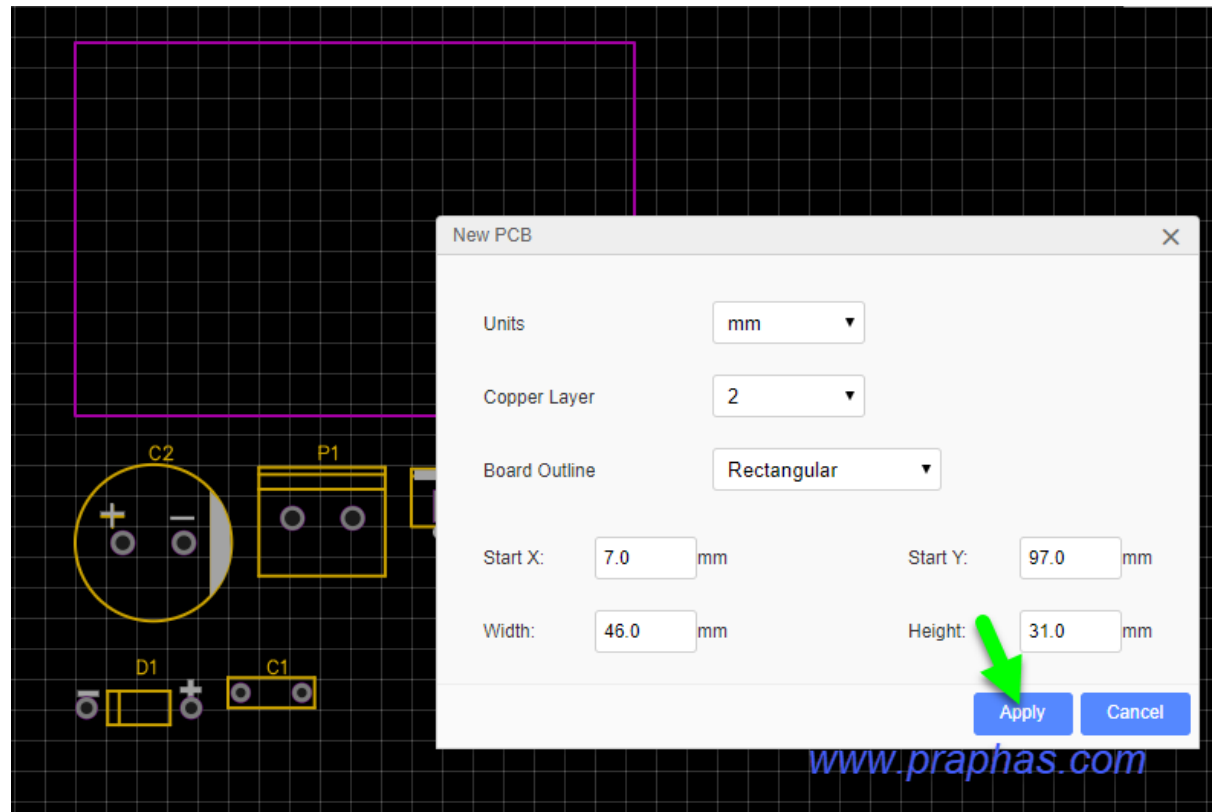 New PCB
Units mm
Copper Layer 2
Board Outline Rectangular
C2 P1
+ −
Start X: 7.0 mm Start Y: 97.0 mm
Width: 46.0 mm Height: 31.0 mm
D1 C1
− +
Apply Cancel
www.praphas.com